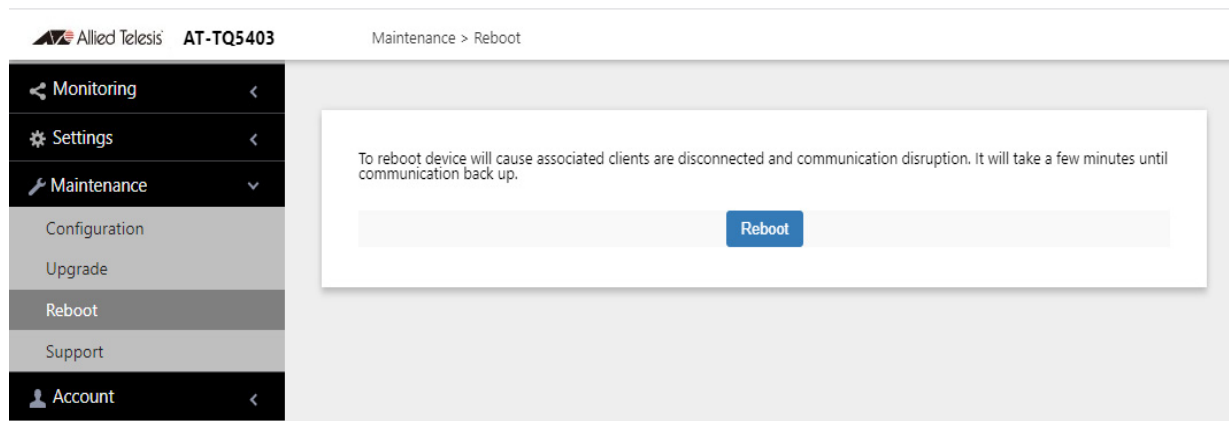 Allied Telesis AT-TQ5403 Maintenance > Reboot
Monitoring
Settings
Maintenance
Configuration
Upgrade
Reboot
Support
Account
To reboot device will cause associated clients are disconnected and communication disruption. It will take a few minutes until
communication back up.
Reboot